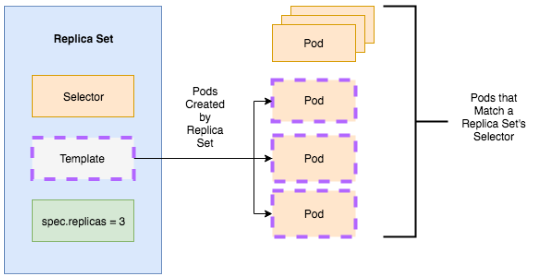 Replica Set
Selector
Template
spec.replicas = 3
Pods
Created
by
Replica
Set
Pod
Pod
Pod
Pod
Pods that
Match a
Replica Set's
Selector